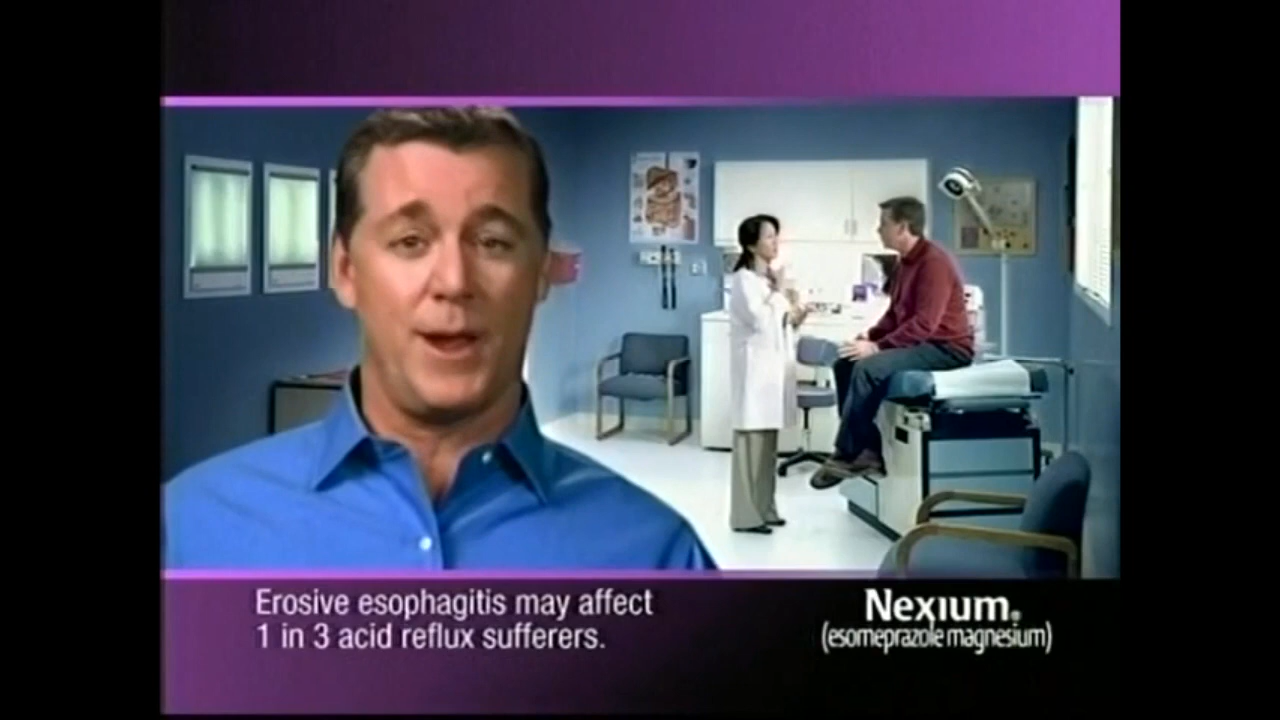 Erosive esophagitis may affect
1 in 3 acid reflux sufferers.
Nexium®
(esomeprazole magnesium)